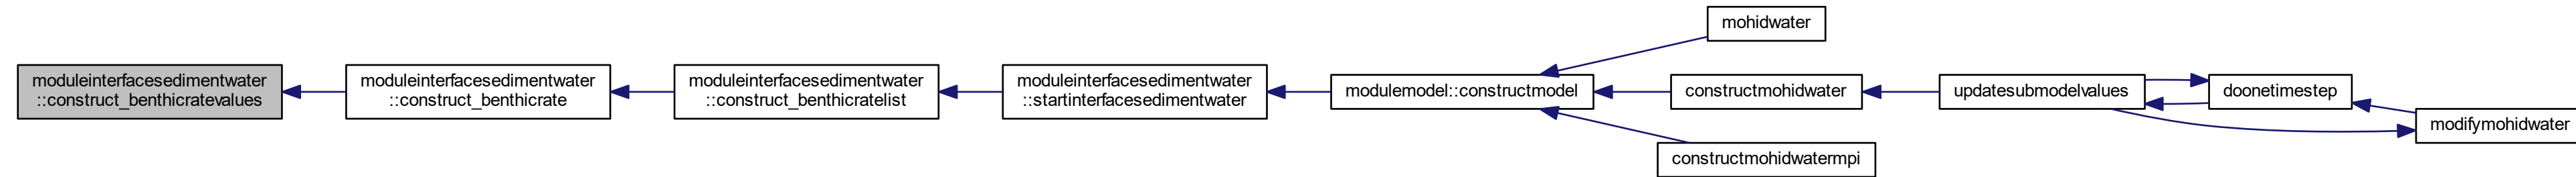 mohidwater
moduleinterfacesedimentwater
::construct_benthicratevalues
moduleinterfacesedimentwater
::construct_benthicrate
moduleinterfacesedimentwater
::construct_benthicratelist
moduleinterfacesedimentwater
::startinterfacesedimentwater
modulemodel::constructmodel
constructmohidwater
updatesubmodelvalues
doonetimestep
modifymohidwater
constructmohidwatermpi